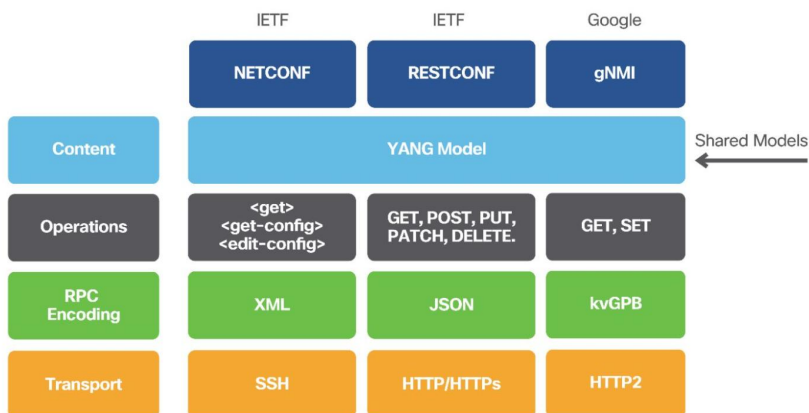 IETF
IETF
Google
NETCONF
RESTCONF
gNMI
Content
YANG Model
Shared Models
Operations
<get>
<get-config>
<edit-config>
GET, POST, PUT,
PATCH, DELETE.
GET, SET
RPC
Encoding
XML
JSON
kvGPB
Transport
SSH
HTTP/HTTPs
HTTP2